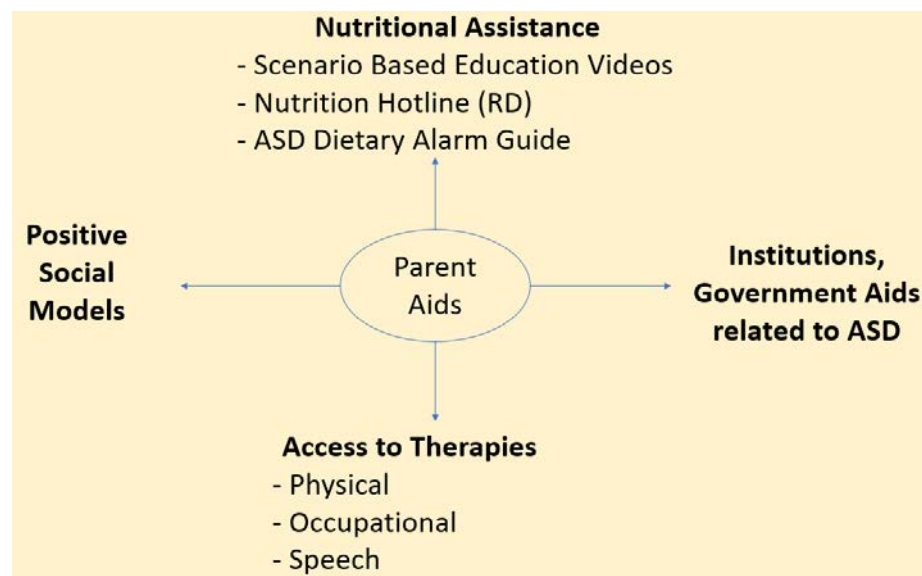 Nutritional Assistance
- Scenario Based Education Videos
- Nutrition Hotline (RD)
- ASD Dietary Alarm Guide
Positive
Social
Models
Parent
Aids
Institutions,
Government Aids
related to ASD
Access to Therapies
- Physical
- Occupational
- Speech